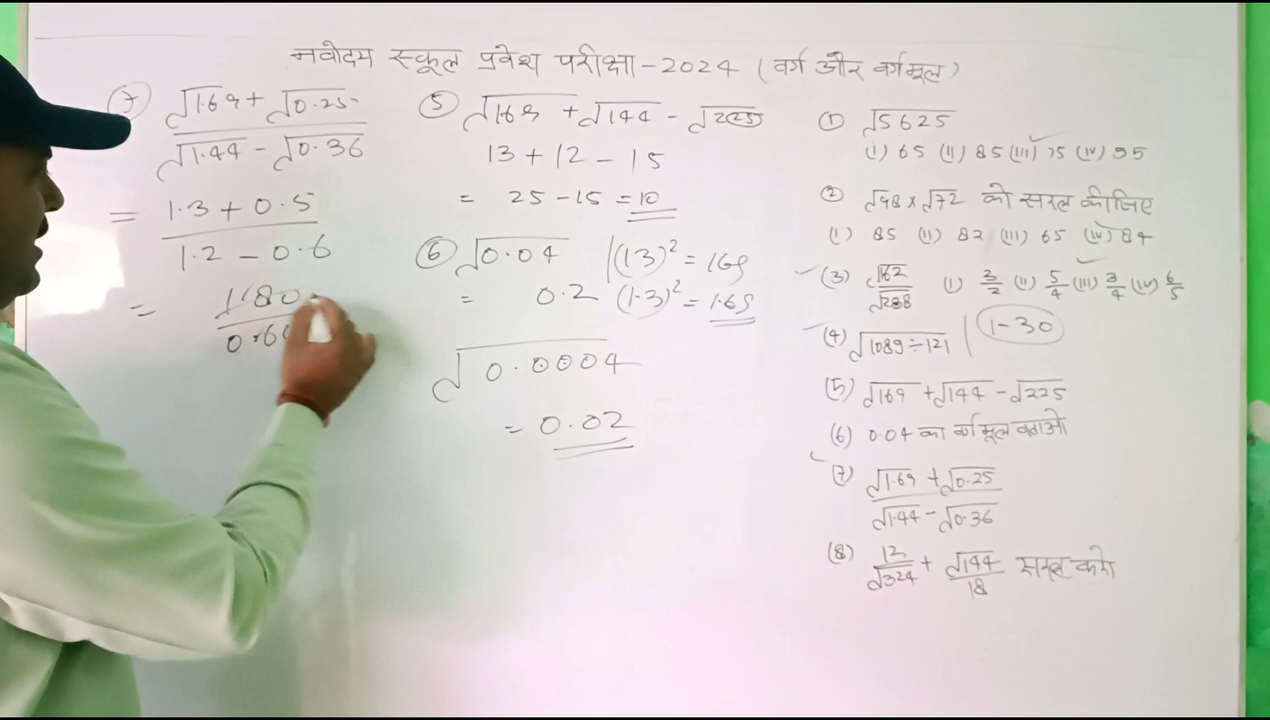 नवोदय स्कूल प्रवेश परीक्षा - 2024 ( वर्ग और वर्गमूल )
(7) √1.69 + √0.25
√1.44 - √0.36
= 1.3 + 0.5
1.2 - 0.6
= 1.80
0.60
(5) √169 + √144 - √225
13 + 12 - 15
= 25 - 15 = 10
(6) √0.04
= 0.2
(13)² = 169
(1.3)² = 1.69
√0.0004
= 0.02
(1) √5625
(i) 65 (ii) 85 (iii) 75 (iv) 95
(2) √98 × √72 को सरल कीजिए
(i) 85 (ii) 82 (iii) 65 (iv) 84
(3) √162 / √288 (i) 3/2 (ii) 5/4 (iii) 3/4 (iv) 6/5
(4) √1089 ÷ 121 | 1-30
(5) √169 + √144 - √225
(6) 0.04 का वर्गमूल बताओ
(7) √1.69 + √0.25
√1.44 - √0.36
(8) 12/√324 + √144/18 सरल करो